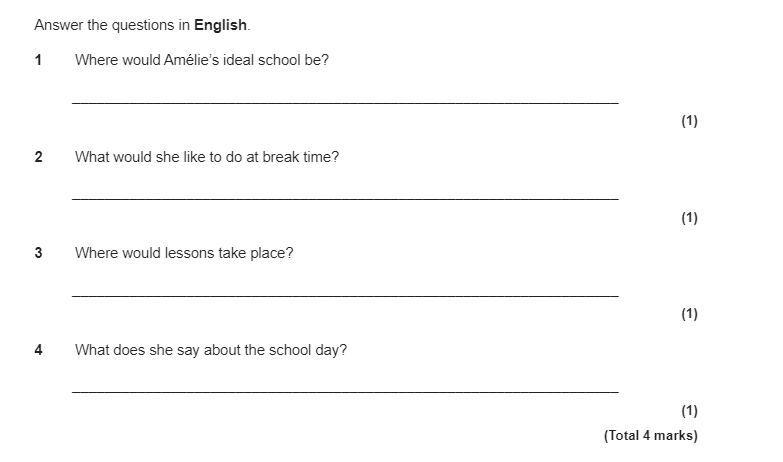 Answer the questions in English.
1 Where would Amélie's ideal school be?
(1)
2 What would she like to do at break time?
(1)
3 Where would lessons take place?
(1)
4 What does she say about the school day?
(1)
(Total 4 marks)